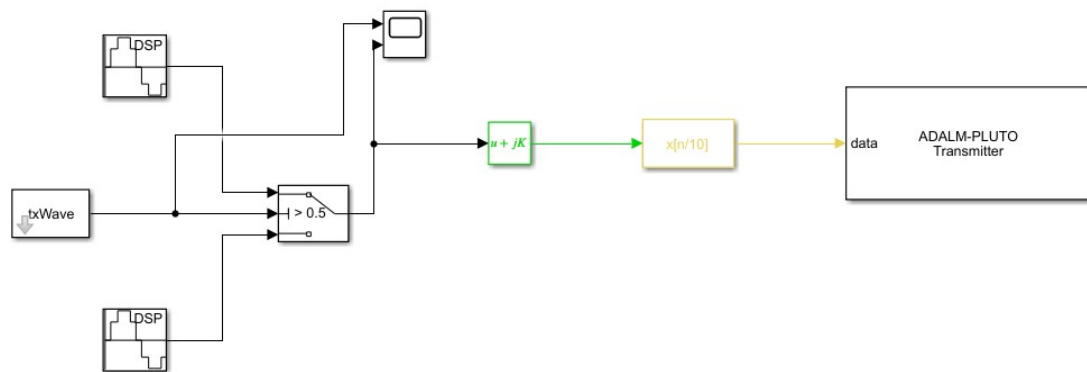 DSP
txWave
> 0.5
u + jK
x[n/10]
data
ADALM-PLUTO
Transmitter
DSP